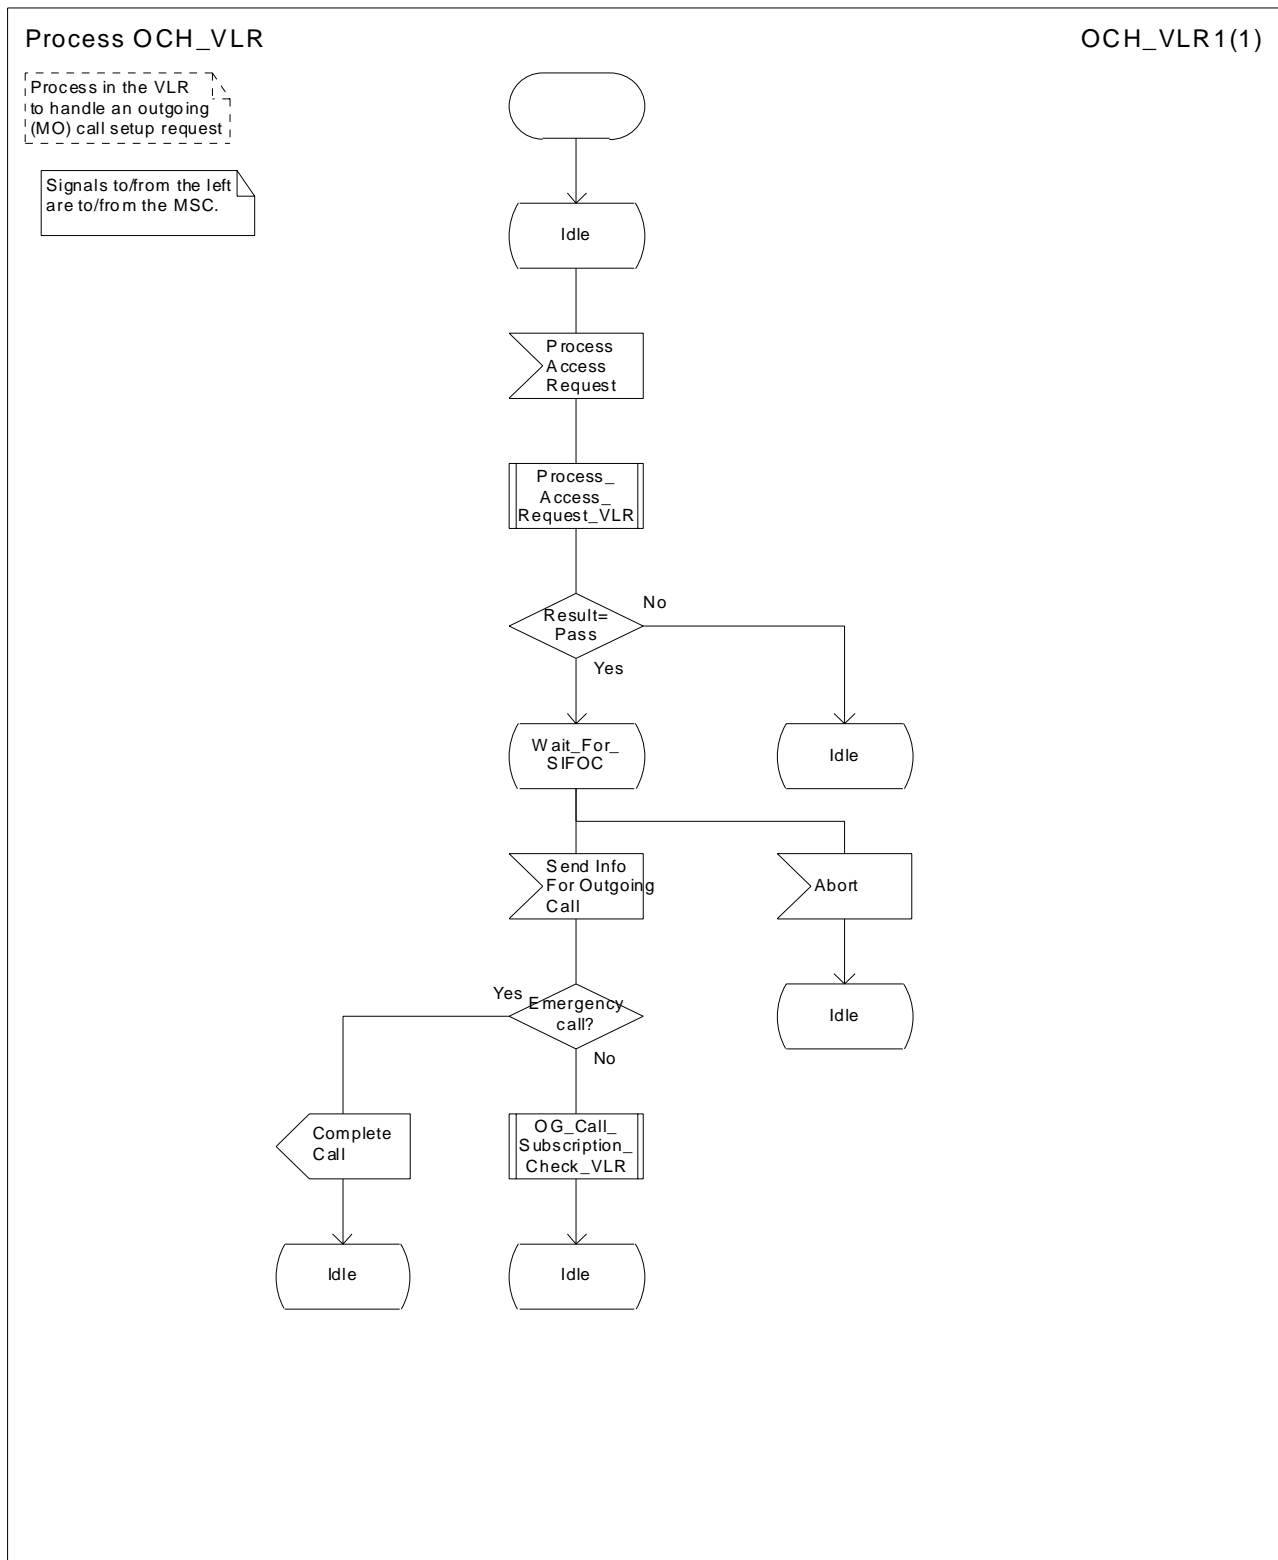 Process OCH_VLR
OCH_VLR1(1)
Process in the VLR
to handle an outgoing
(MO) call setup request
Signals to/from the left
are to/from the MSC.
Idle
Process
Access
Request
Process_
Access_
Request_VLR
Result=
Pass
No
Yes
Wait_For_
SIFOC
Idle
Send Info
For Outgoing
Call
Abort
Yes
Emergency
call?
Idle
No
Complete
Call
OG_Call_
Subscription_
Check_VLR
Idle
Idle